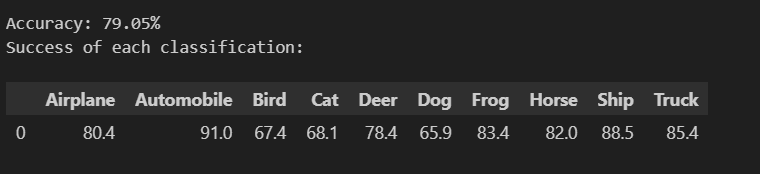 Accuracy: 79.05%
Success of each classification:
Airplane Automobile Bird Cat Deer Dog Frog Horse Ship Truck
0 80.4 91.0 67.4 68.1 78.4 65.9 83.4 82.0 88.5 85.4